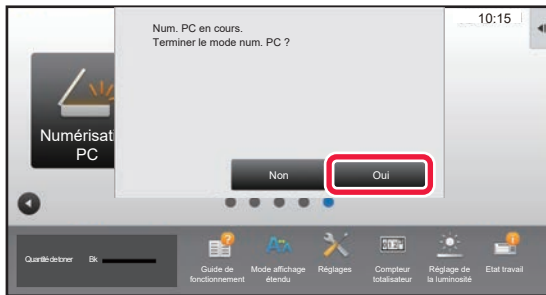 10:15
Num. PC en cours.
Terminer le mode num. PC ?
Numérisati
PC
Non
Oui
Quantité de toner
Bk
Guide de
fonctionnement
Mode affichage
étendu
Réglages
Compteur
totalisateur
Réglage de
la luminosité
Etat travail